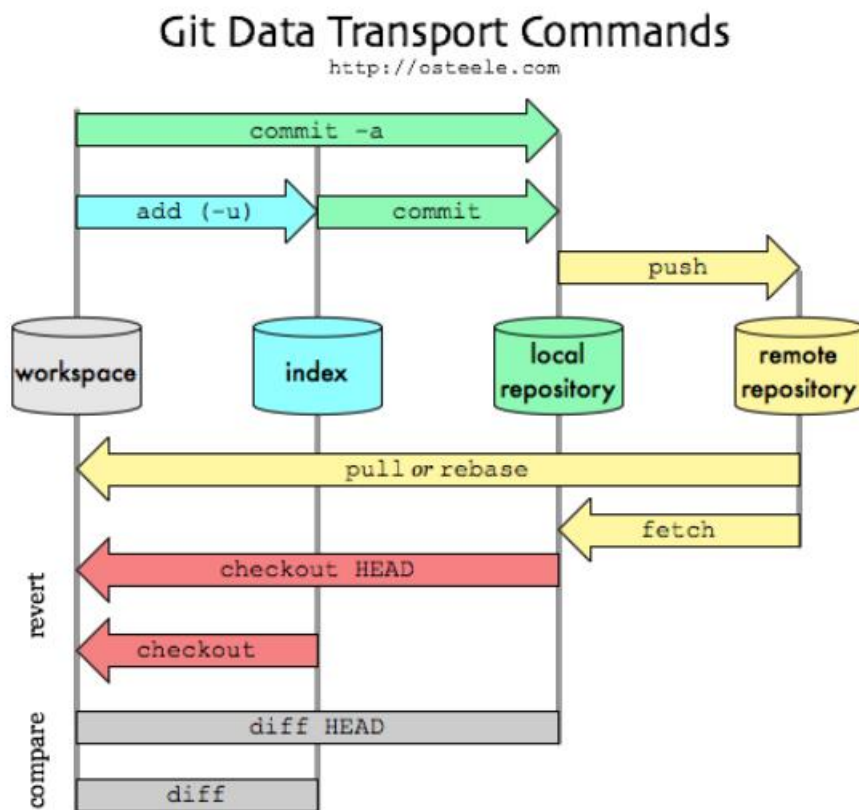 Git Data Transport Commands
http://osteele.com
commit -a
add (-u)
commit
push
workspace
index
local
repository
remote
repository
pull or rebase
fetch
revert
checkout HEAD
checkout
compare
diff HEAD
diff